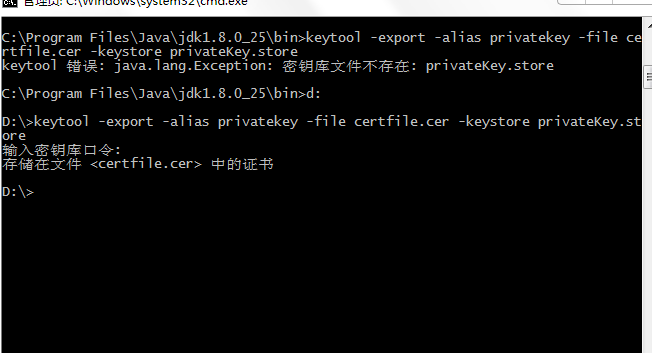 管理员: C:\Windows\system32\cmd.exe
C:\Program Files\Java\jdk1.8.0_25\bin>keytool -export -alias privatekey -file ce
rtfile.cer -keystore privateKey.store
keytool 错误: java.lang.Exception: 密钥库文件不存在: privateKey.store
C:\Program Files\Java\jdk1.8.0_25\bin>d:
D:\>keytool -export -alias privatekey -file certfile.cer -keystore privateKey.st
ore
输入密钥库口令:
存储在文件 <certfile.cer> 中的证书
D:\>